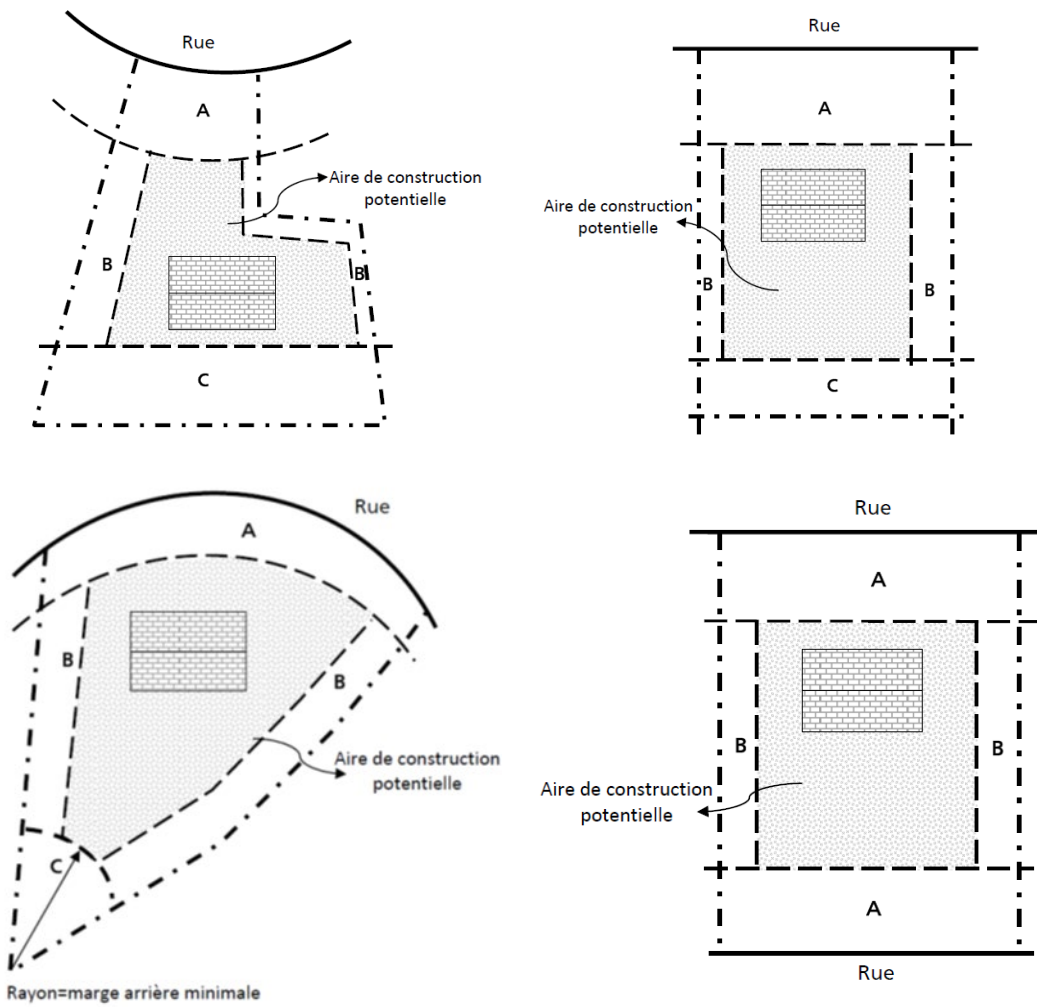 Rue
A
Aire de construction
potentielle
B
B
C
Rue
A
Aire de construction
potentielle
B
B
C
Rue
A
B
B
Aire de construction
potentielle
C
Rayon=marge arrière minimale
Rue
A
B
B
Aire de construction
potentielle
A
Rue